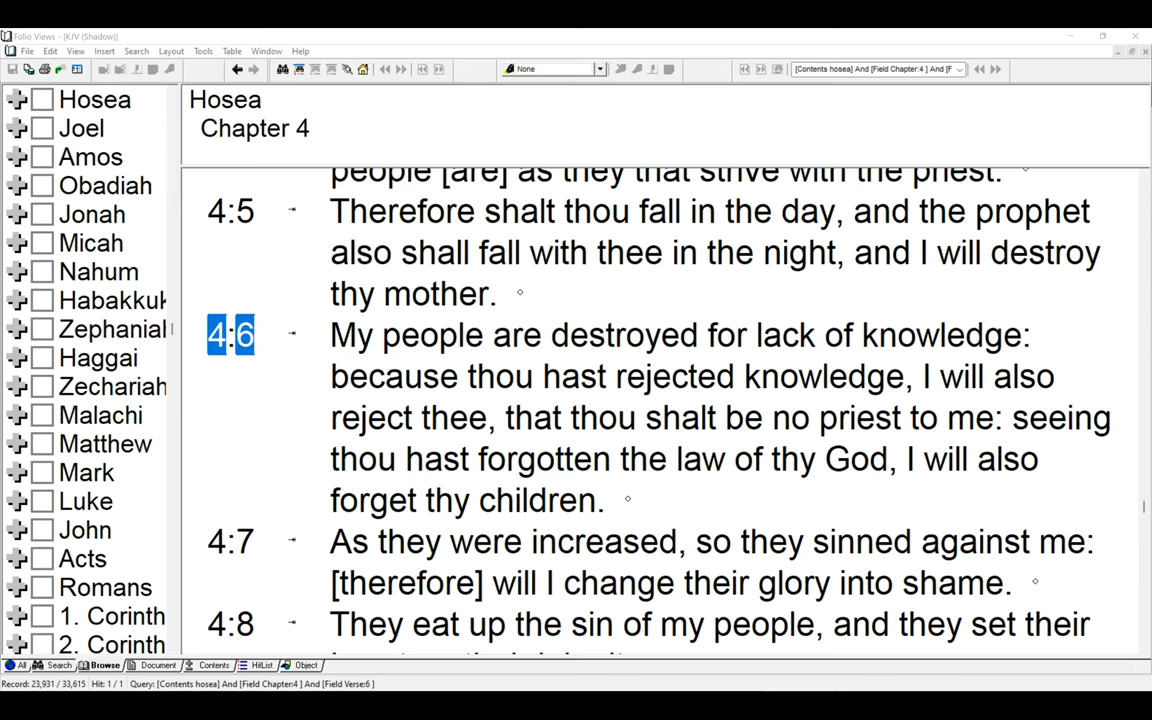 Folio Views - [KJV (Shadow)]
File Edit View Insert Search Layout Tools Table Window Help
None
[Contents hosea] And [Field Chapter:4 ] And [F
Hosea
Joel
Amos
Obadiah
Jonah
Micah
Nahum
Habakkuk
Zephaniah
Haggai
Zechariah
Malachi
Matthew
Mark
Luke
John
Acts
Romans
1. Corinth
2. Corinth
Hosea
Chapter 4
people [are] as they that strive with the priest.
4:5 Therefore shalt thou fall in the day, and the prophet
also shall fall with thee in the night, and I will destroy
thy mother.
4:6 My people are destroyed for lack of knowledge:
because thou hast rejected knowledge, I will also
reject thee, that thou shalt be no priest to me: seeing
thou hast forgotten the law of thy God, I will also
forget thy children.
4:7 As they were increased, so they sinned against me:
[therefore] will I change their glory into shame.
4:8 They eat up the sin of my people, and they set their
All Search Browse Document Contents HitList Object
Record: 23,931 / 33,615 Hit: 1 / 1 Query: [Contents hosea] And [Field Chapter:4 ] And [Field Verse:6 ]